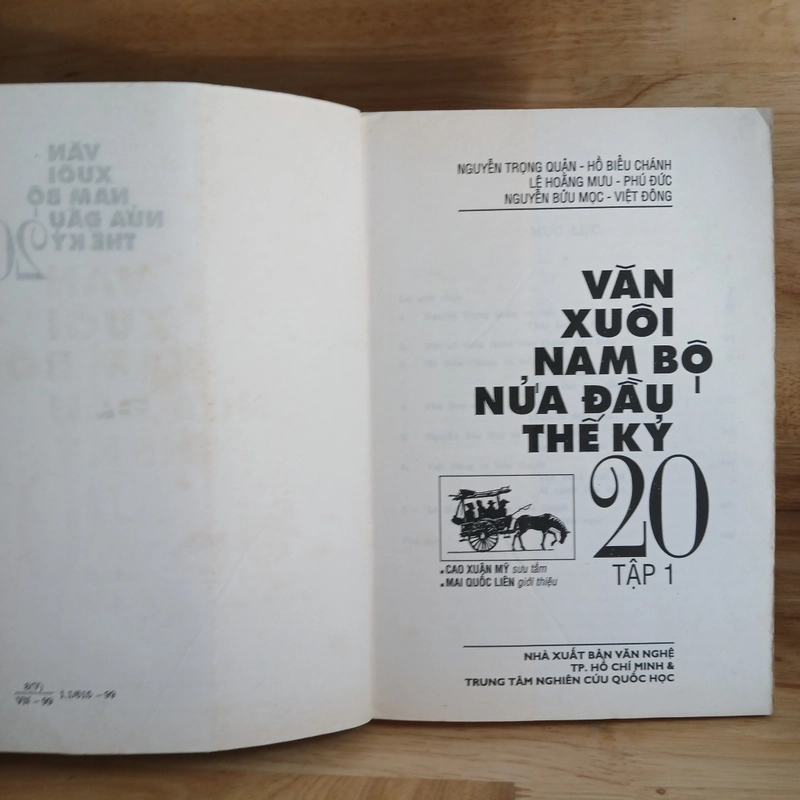 NGUYỄN TRỌNG QUẢN - HỒ BIỂU CHÁNH
LÊ HOẰNG MƯU - PHÚ ĐỨC
NGUYỄN BỬU MỌC - VIỆT ĐÔNG
VĂN
XUÔI
NAM BỘ
NỬA ĐẦU
THẾ KỶ
20
TẬP 1
• CAO XUÂN MỸ sưu tầm
• MAI QUỐC LIÊN giới thiệu
NHÀ XUẤT BẢN VĂN NGHỆ
TP. HỒ CHÍ MINH &
TRUNG TÂM NGHIÊN CỨU QUỐC HỌC